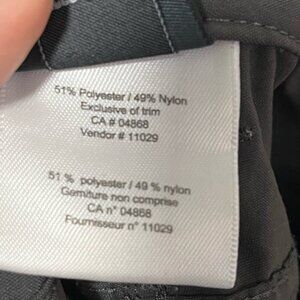 51% Polyester / 49% Nylon
Exclusive of trim
CA # 04868
Vendor # 11029
51 % polyester / 49 % nylon
Garniture non comprise
CA n° 04868
Fournisseur n° 11029